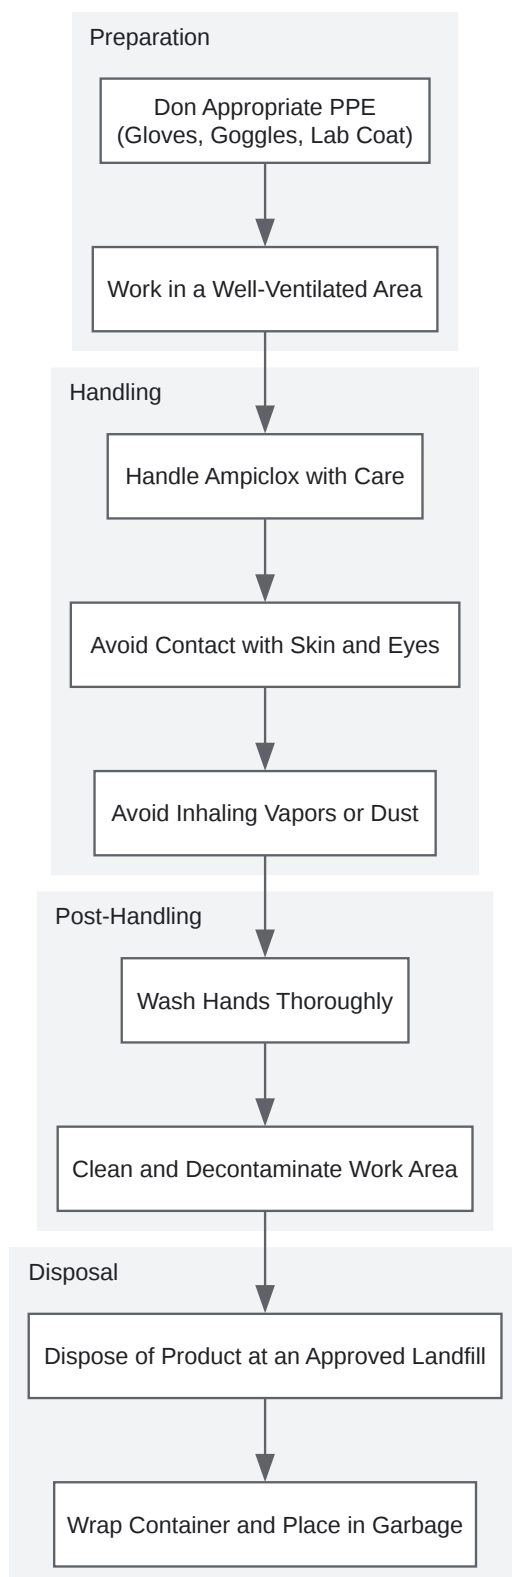 Preparation
Don Appropriate PPE
(Gloves, Goggles, Lab Coat)
Work in a Well-Ventilated Area
Handling
Handle Ampiclox with Care
Avoid Contact with Skin and Eyes
Avoid Inhaling Vapors or Dust
Post-Handling
Wash Hands Thoroughly
Clean and Decontaminate Work Area
Disposal
Dispose of Product at an Approved Landfill
Wrap Container and Place in Garbage